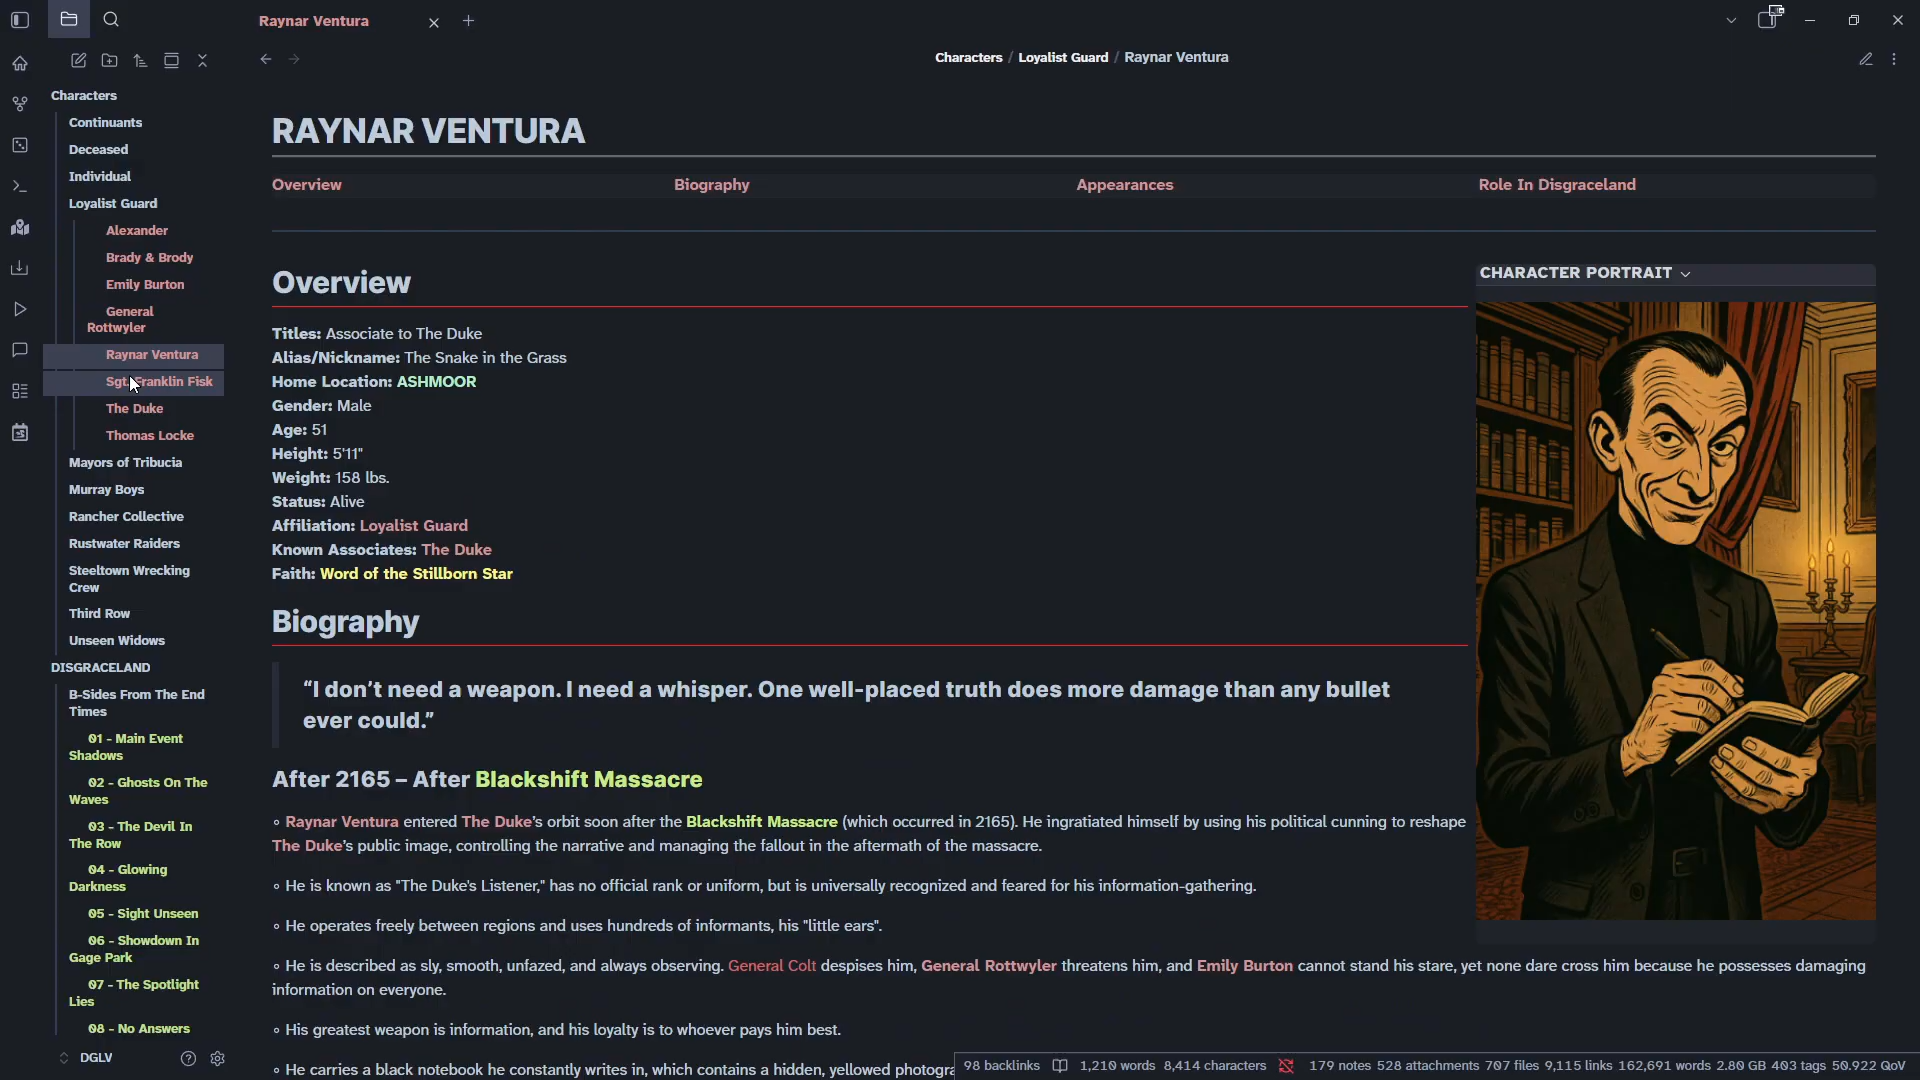 Raynar Ventura
Characters / Loyalist Guard / Raynar Ventura
Characters
Continuants
Deceased
Individual
Loyalist Guard
Alexander
Brady & Brody
Emily Burton
General
Rottwyler
Raynar Ventura
Sgt. Franklin Fisk
The Duke
Thomas Locke
Mayors of Tribucia
Murray Boys
Rancher Collective
Rustwater Raiders
Steeltown Wrecking
Crew
Third Row
Unseen Widows
DISGRACELAND
B-Sides From The End
Times
01 - Main Event
Shadows
02 - Ghosts On The
Waves
03 - The Devil In
The Row
04 - Glowing
Darkness
05 - Sight Unseen
06 - Showdown In
Gage Park
07 - The Spotlight
Lies
08 - No Answers
DGLV
RAYNAR VENTURA
Overview Biography Appearances Role In Disgraceland
Overview
Titles: Associate to The Duke
Alias/Nickname: The Snake in the Grass
Home Location: ASHMOOR
Gender: Male
Age: 51
Height: 5'11"
Weight: 158 lbs.
Status: Alive
Affiliation: Loyalist Guard
Known Associates: The Duke
Faith: Word of the Stillborn Star
CHARACTER PORTRAIT
Biography
“I don’t need a weapon. I need a whisper. One well-placed truth does more damage than any bullet
ever could.”
After 2165 – After Blackshift Massacre
◦ Raynar Ventura entered The Duke’s orbit soon after the Blackshift Massacre (which occurred in 2165). He ingratiated himself by using his political cunning to reshape
The Duke’s public image, controlling the narrative and managing the fallout in the aftermath of the massacre.
◦ He is known as "The Duke's Listener," has no official rank or uniform, but is universally recognized and feared for his information-gathering.
◦ He operates freely between regions and uses hundreds of informants, his "little ears".
◦ He is described as sly, smooth, unfazed, and always observing. General Colt despises him, General Rottwyler threatens him, and Emily Burton cannot stand his stare, yet none dare cross him because he possesses damaging
information on everyone.
◦ His greatest weapon is information, and his loyalty is to whoever pays him best.
◦ He carries a black notebook he constantly writes in, which contains a hidden, yellowed photogra
98 backlinks 1,210 words 8,414 characters 179 notes 528 attachments 707 files 9,115 links 162,691 words 2.80 GB 403 tags 50.922 QoV